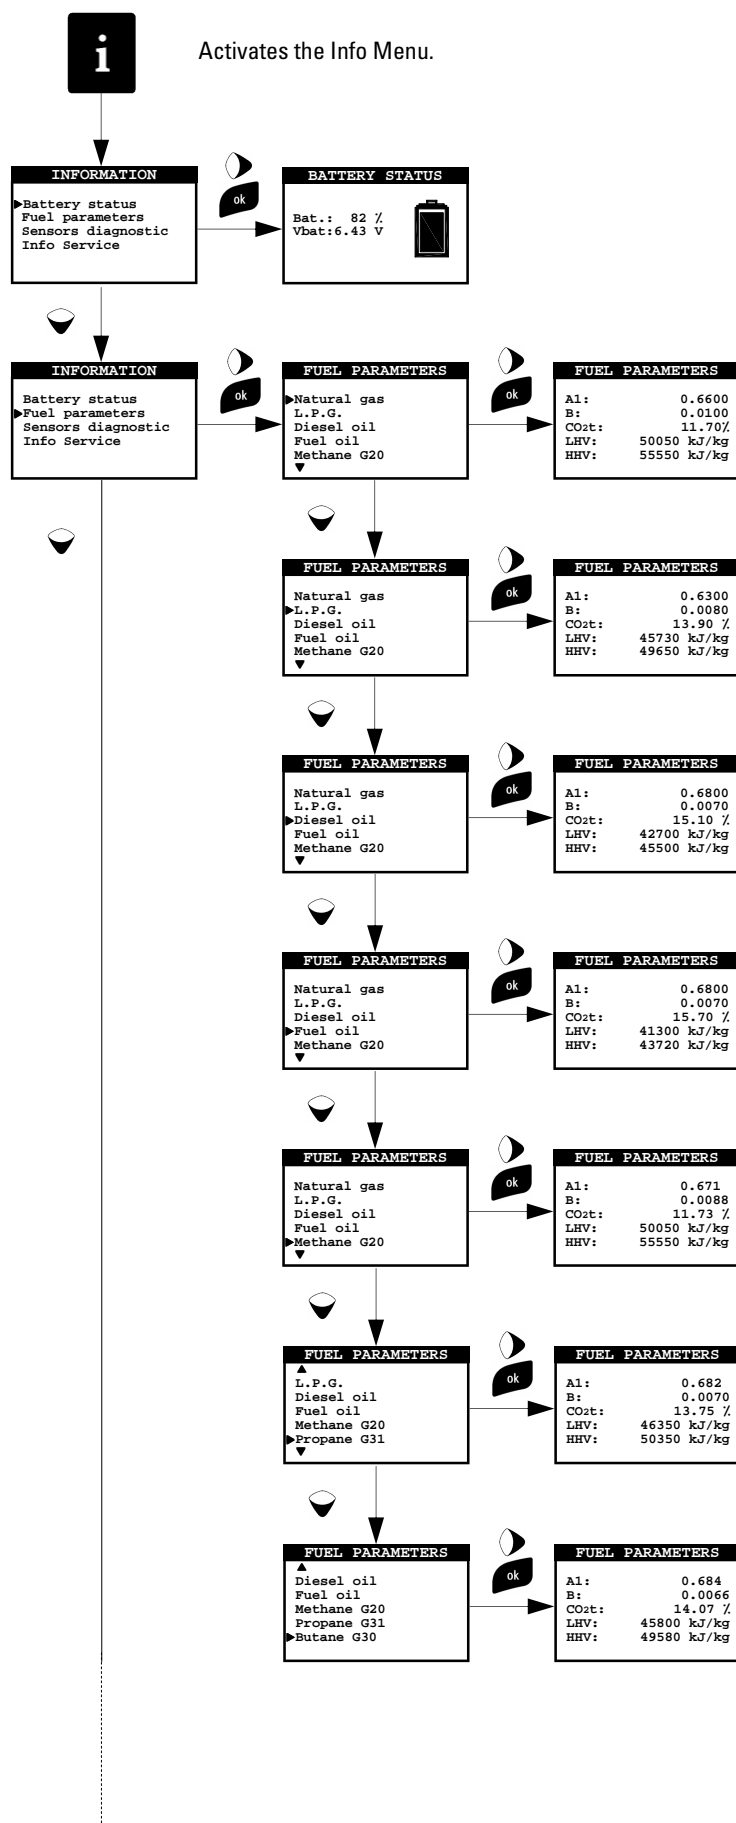 i
Activates the Info Menu.
INFORMATION
Battery status
Fuel parameters
Sensors diagnostic
Info Service
ok
BATTERY STATUS
Bat.: 82 %
Vbat:6.43 V
INFORMATION
Battery status
Fuel parameters
Sensors diagnostic
Info Service
ok
FUEL PARAMETERS
Natural gas
L.P.G.
Diesel oil
Fuel oil
Methane G20
ok
FUEL PARAMETERS
A1: 0.6600
B: 0.0100
CO2t: 11.70%
LHV: 50050 kJ/kg
HHV: 55550 kJ/kg
FUEL PARAMETERS
Natural gas
L.P.G.
Diesel oil
Fuel oil
Methane G20
ok
FUEL PARAMETERS
A1: 0.6300
B: 0.0080
CO2t: 13.90 %
LHV: 45730 kJ/kg
HHV: 49650 kJ/kg
FUEL PARAMETERS
Natural gas
L.P.G.
Diesel oil
Fuel oil
Methane G20
ok
FUEL PARAMETERS
A1: 0.6800
B: 0.0070
CO2t: 15.10 %
LHV: 42700 kJ/kg
HHV: 45500 kJ/kg
FUEL PARAMETERS
Natural gas
L.P.G.
Diesel oil
Fuel oil
Methane G20
ok
FUEL PARAMETERS
A1: 0.6800
B: 0.0070
CO2t: 15.70 %
LHV: 41300 kJ/kg
HHV: 43720 kJ/kg
FUEL PARAMETERS
Natural gas
L.P.G.
Diesel oil
Fuel oil
Methane G20
ok
FUEL PARAMETERS
A1: 0.671
B: 0.0088
CO2t: 11.73 %
LHV: 50050 kJ/kg
HHV: 55550 kJ/kg
FUEL PARAMETERS
L.P.G.
Diesel oil
Fuel oil
Methane G20
Propane G31
ok
FUEL PARAMETERS
A1: 0.682
B: 0.0070
CO2t: 13.75 %
LHV: 46350 kJ/kg
HHV: 50350 kJ/kg
FUEL PARAMETERS
Diesel oil
Fuel oil
Methane G20
Propane G31
Butane G30
ok
FUEL PARAMETERS
A1: 0.684
B: 0.0066
CO2t: 14.07 %
LHV: 45800 kJ/kg
HHV: 49580 kJ/kg